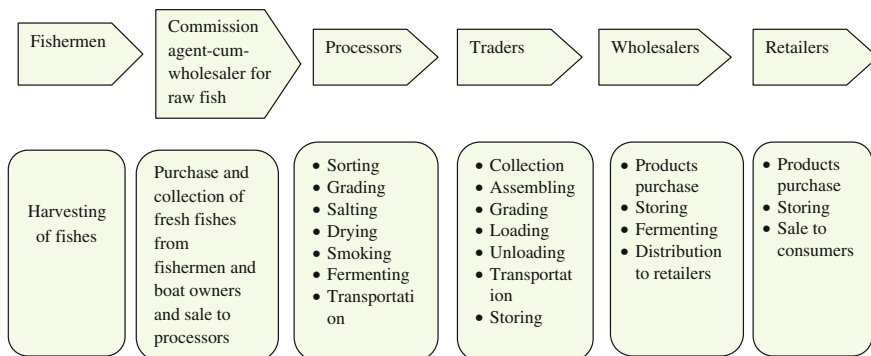 Fishermen
Commission
agent-cum-
wholesaler for
raw fish
Processors
Traders
Wholesalers
Retailers
Harvesting
of fishes
Purchase and
collection of
fresh fishes
from
fishermen and
boat owners
and sale to
processors
• Sorting
• Grading
• Salting
• Drying
• Smoking
• Fermenting
• Transportati
on
• Collection
• Assembling
• Grading
• Loading
• Unloading
• Transportat
ion
• Storing
• Products
purchase
• Storing
• Fermenting
• Distribution
to retailers
• Products
purchase
• Storing
• Sale to
consumers